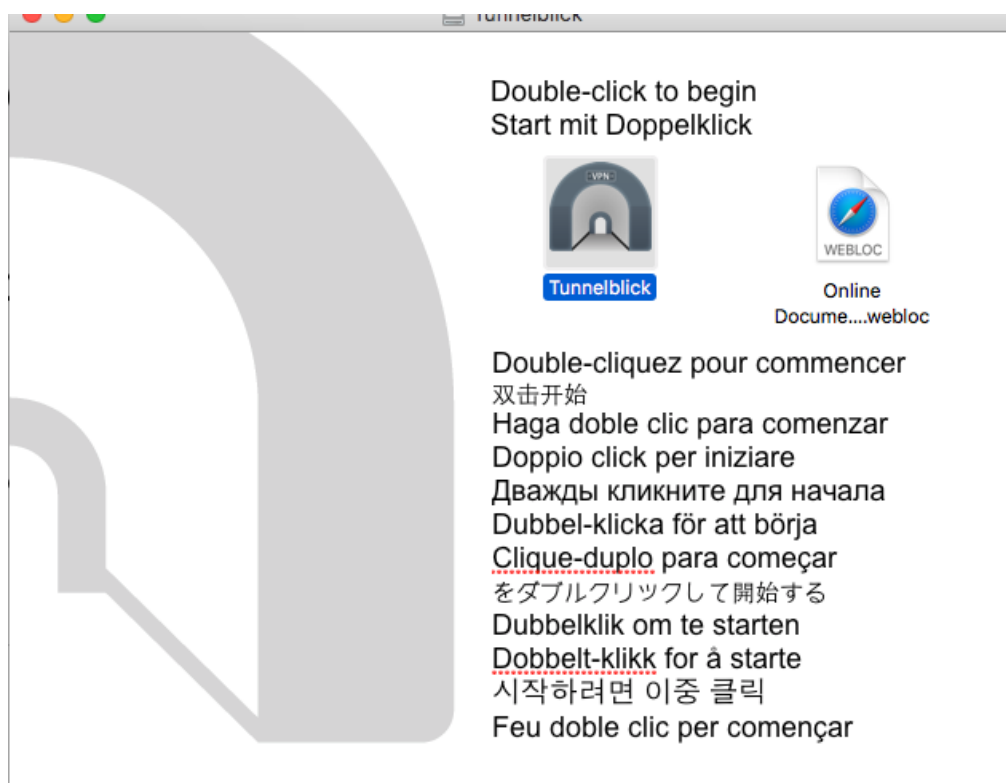 Tunnelblick
Double-click to begin
Start mit Doppelklick
VPN
Tunnelblick
WEBLOC
Online
Docume....webloc
Double-cliquez pour commencer
双击开始
Haga doble clic para comenzar
Doppio click per iniziare
Дважды кликните для начала
Dubbel-klicka för att börja
Clique-duplo para começar
をダブルクリックして開始する
Dubbelklik om te starten
Dobbelt-klikk for å starte
시작하려면 이중 클릭
Feu doble clic per començar